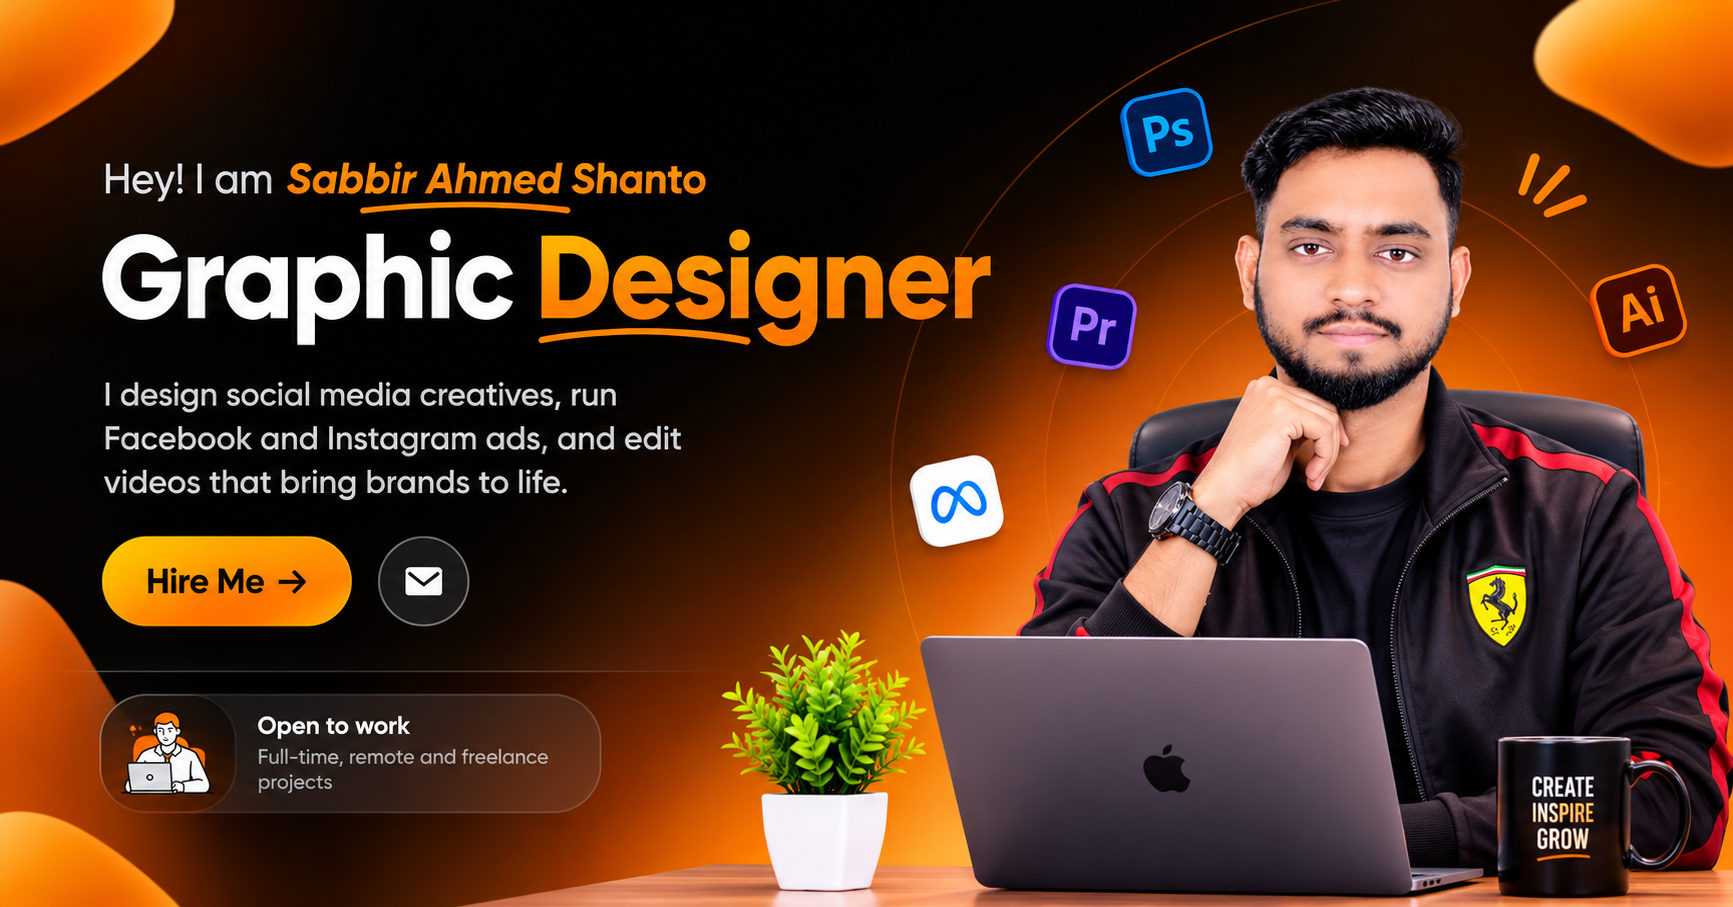 Hey! I am Sabbir Ahmed Shanto
Graphic Designer
I design social media creatives, run
Facebook and Instagram ads, and edit
videos that bring brands to life.
Hire Me →
Open to work
Full-time, remote and freelance
projects
Ps
Pr
Ai
CREATE
INSPIRE
GROW